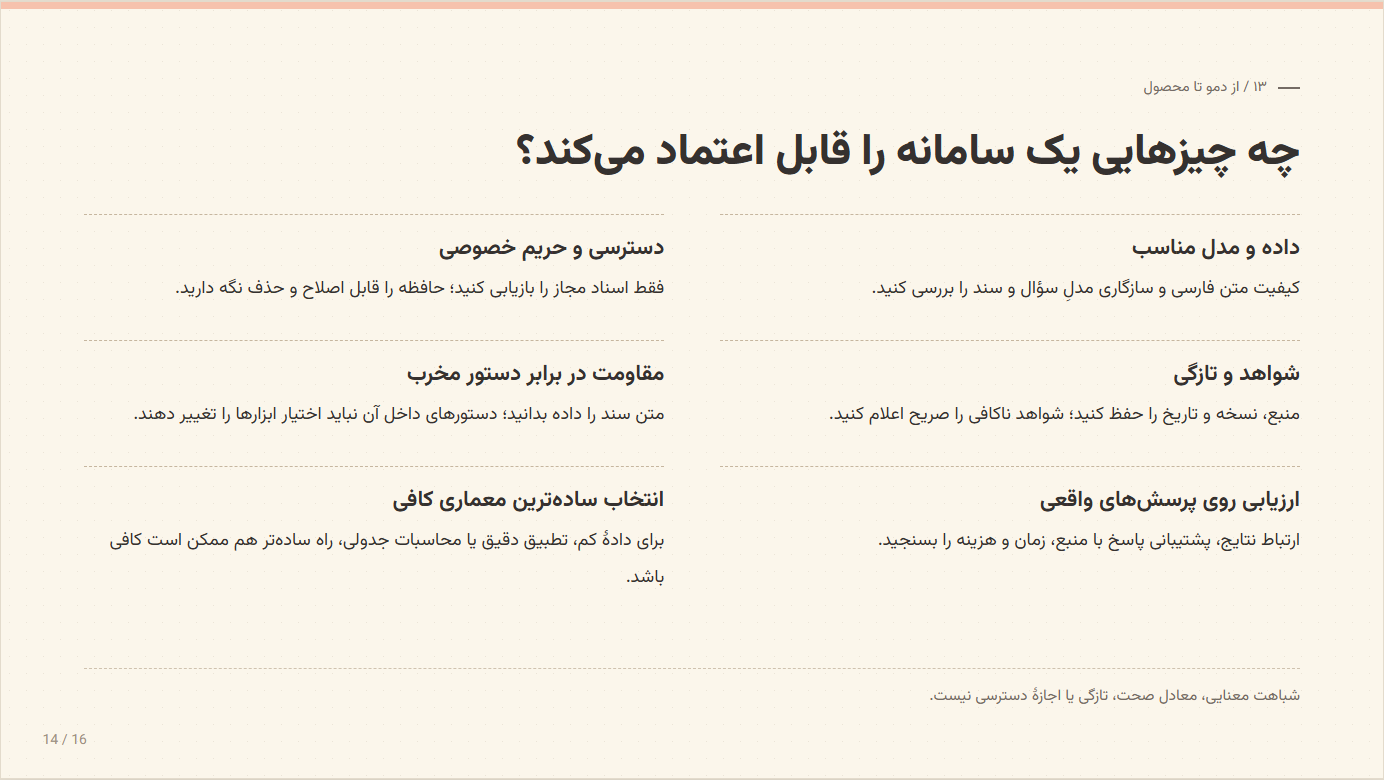 ۱۳ / از دمو تا محصول
چه چیزهایی یک سامانه را قابل اعتماد می‌کند؟
داده و مدل مناسب
کیفیت متن فارسی و سازگاری مدلِ سؤال و سند را بررسی کنید.
دسترسی و حریم خصوصی
فقط اسناد مجاز را بازیابی کنید؛ حافظه را قابل اصلاح و حذف نگه دارید.
شواهد و تازگی
منبع، نسخه و تاریخ را حفظ کنید؛ شواهد ناکافی را صریح اعلام کنید.
مقاومت در برابر دستور مخرب
متن سند را داده بدانید؛ دستورهای داخل آن نباید اختیار ابزارها را تغییر دهند.
ارزیابی روی پرسش‌های واقعی
ارتباط نتایج، پشتیبانی پاسخ با منبع، زمان و هزینه را بسنجید.
انتخاب ساده‌ترین معماری کافی
برای دادهٔ کم، تطبیق دقیق یا محاسبات جدولی، راه ساده‌تر هم ممکن است کافی
باشد.
شباهت معنایی، معادل صحت، تازگی یا اجازهٔ دسترسی نیست.
14 / 16